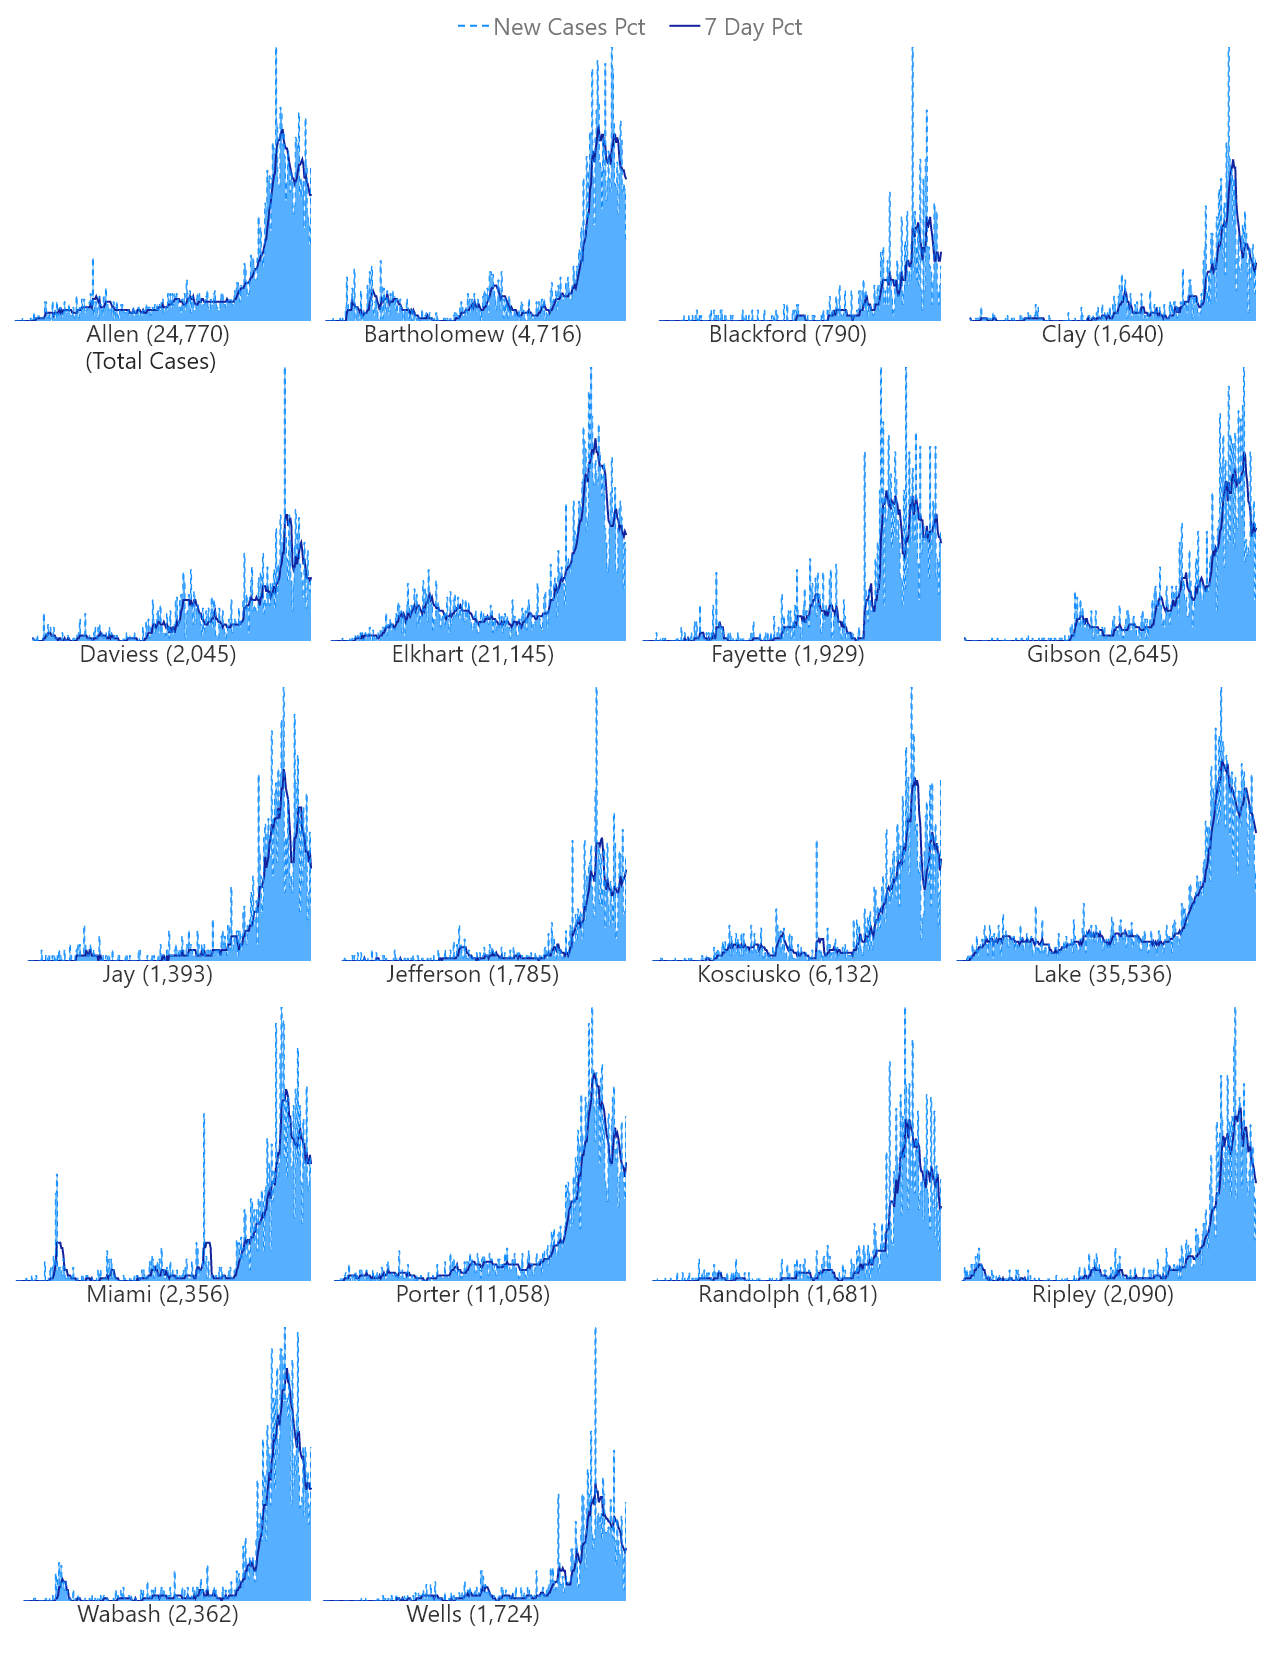 New Cases Pct 7 Day Pct
Allen (24,770) Bartholomew (4,716) Blackford (790) Clay (1,640)
(Total Cases)
Daviess (2,045) Elkhart (21,145) Fayette (1,929) Gibson (2,645)
Jay (1,393) Jefferson (1,785) Kosciusko (6,132) Lake (35,536)
Miami (2,356) Porter (11,058) Randolph (1,681) Ripley (2,090)
Wabash (2,362) Wells (1,724)